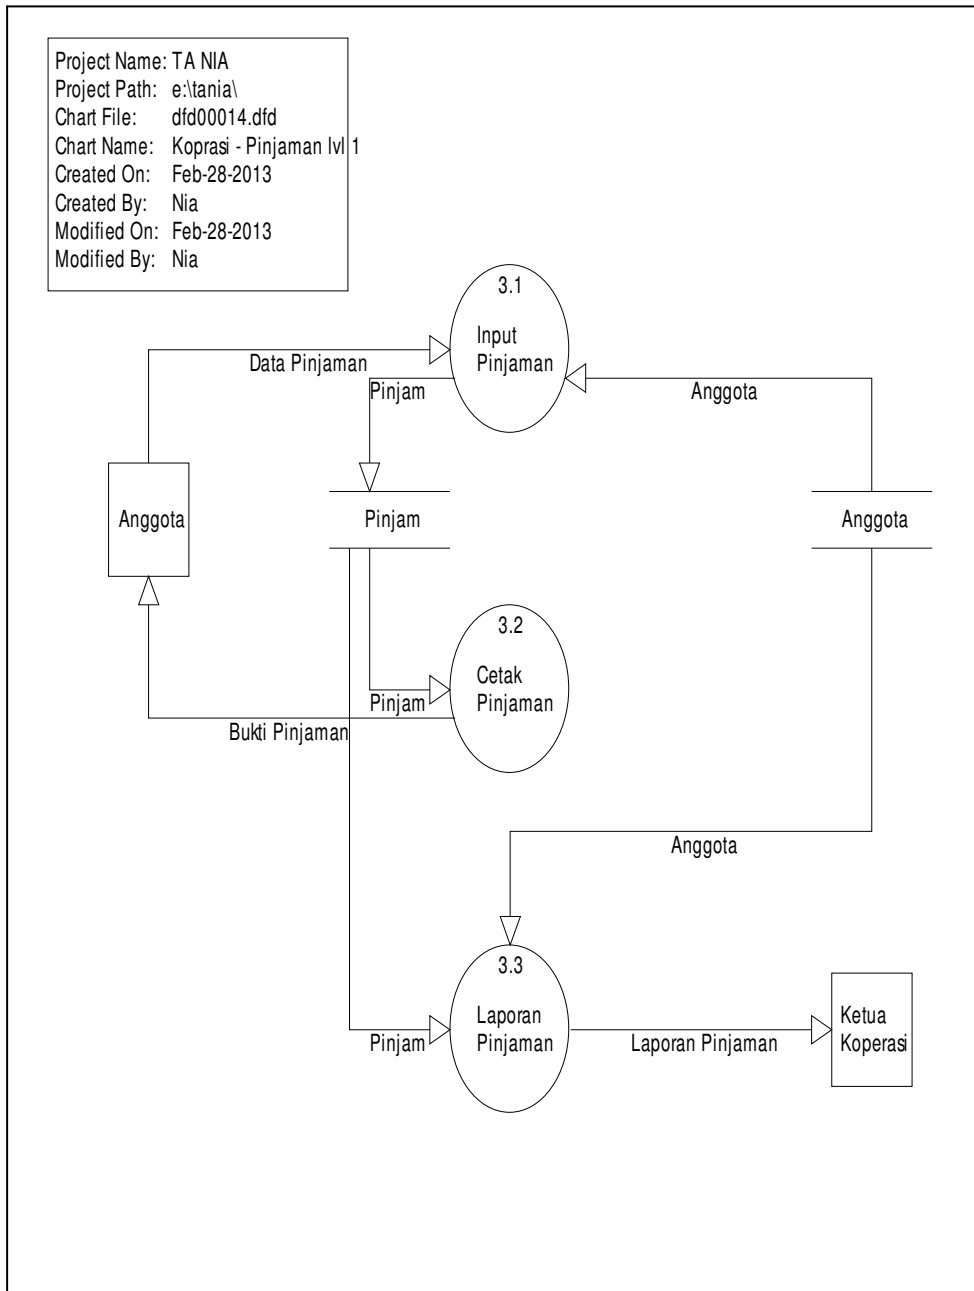 Project Name: TA NIA
Project Path: e:\tania\
Chart File: dfd00014.dfd
Chart Name: Koprasi - Pinjaman lvl 1
Created On: Feb-28-2013
Created By: Nia
Modified On: Feb-28-2013
Modified By: Nia
3.1
Input
Pinjaman
Data Pinjaman
Pinjam
Anggota
Anggota
Pinjam
Anggota
3.2
Cetak
Pinjaman
Pinjam
Bukti Pinjaman
Anggota
3.3
Laporan
Pinjaman
Pinjam
Laporan Pinjaman
Ketua
Koperasi